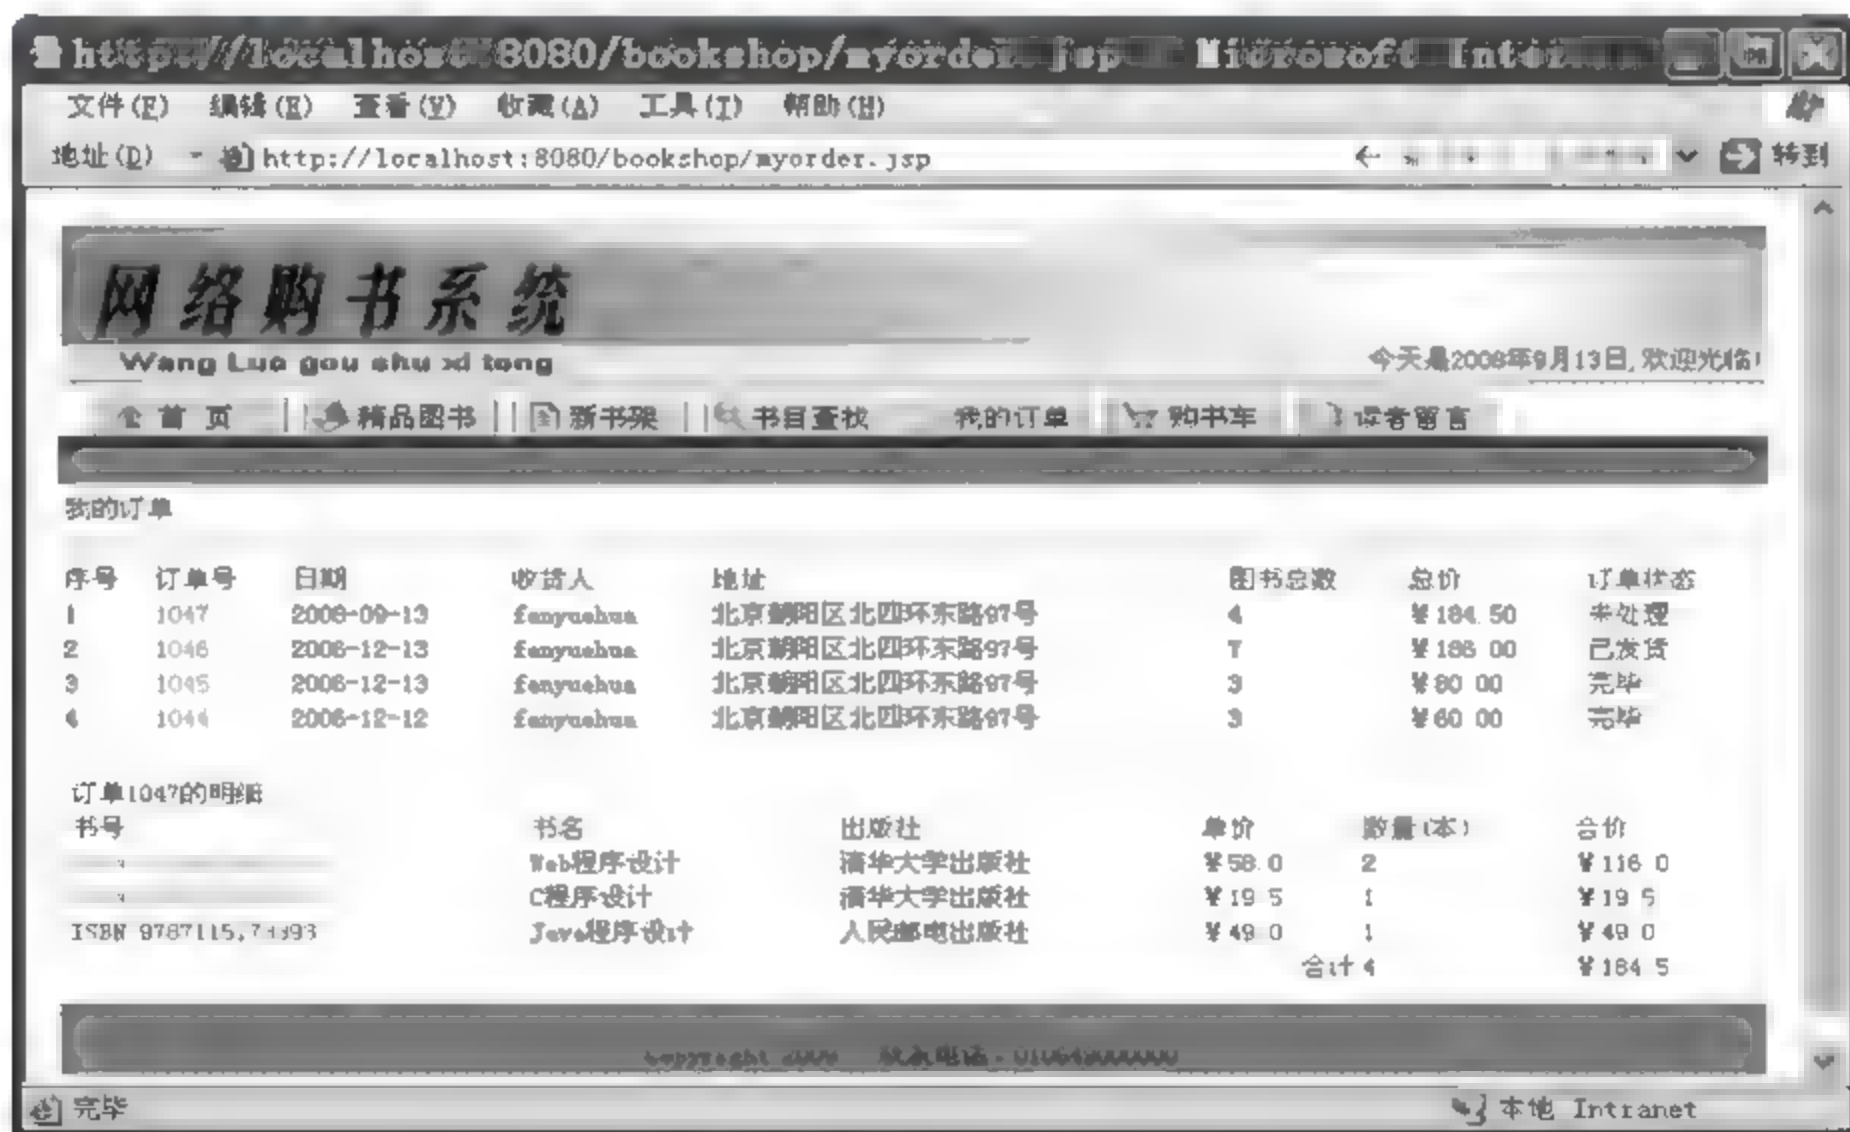 http://localhost:8080/bookshop/myorder.jsp - Microsoft
文件(F) 编辑(E) 查看(V) 收藏(A) 工具(T) 帮助(H)
地址(D) http://localhost:8080/bookshop/myorder.jsp 转到
网络购书系统
Wang Luo gou shu xi tong
今天是2008年9月13日,欢迎光临!
首 页 精品图书 新书架 书目查找 我的订单 购书车 读者留言
我的订单
序号 订单号 日期 收货人 地址 图书总数 总价 订单状态
1 1047 2008-09-13 fanyuehua 北京朝阳区北四环东路97号 4 ¥184.50 未处理
2 1046 2006-12-13 fanyuehua 北京朝阳区北四环东路97号 7 ¥186.00 已发货
3 1045 2006-12-13 fanyuehua 北京朝阳区北四环东路97号 3 ¥80.00 完毕
4 1044 2006-12-12 fanyuehua 北京朝阳区北四环东路97号 3 ¥60.00 完毕
订单1047的明细
书号 书名 出版社 单价 数量(本) 合价
Web程序设计 清华大学出版社 ¥58.0 2 ¥116.0
C程序设计 清华大学出版社 ¥19.5 1 ¥19.5
ISBN Java程序设计 人民邮电出版社 ¥49.0 1 ¥49.0
合计 4 ¥184.5
Copyright 联系电话:
完毕 本地 Intranet